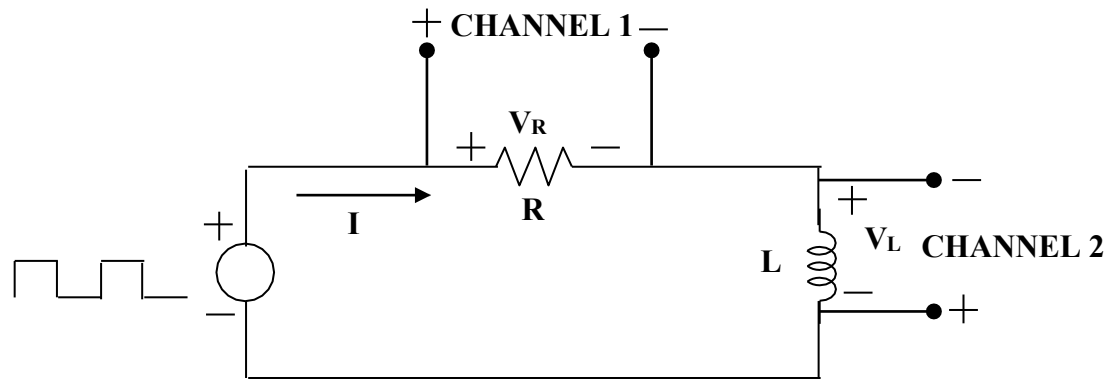 + CHANNEL 1 −
VR
+ −
R
I
+
−
+
−
VL
L
CHANNEL 2
−
+